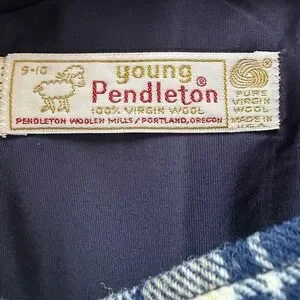 9-10
young
Pendleton®
100% VIRGIN WOOL
PENDLETON WOOLEN MILLS / PORTLAND, OREGON
PURE
VIRGIN
WOOL
MADE IN
U.S.A.